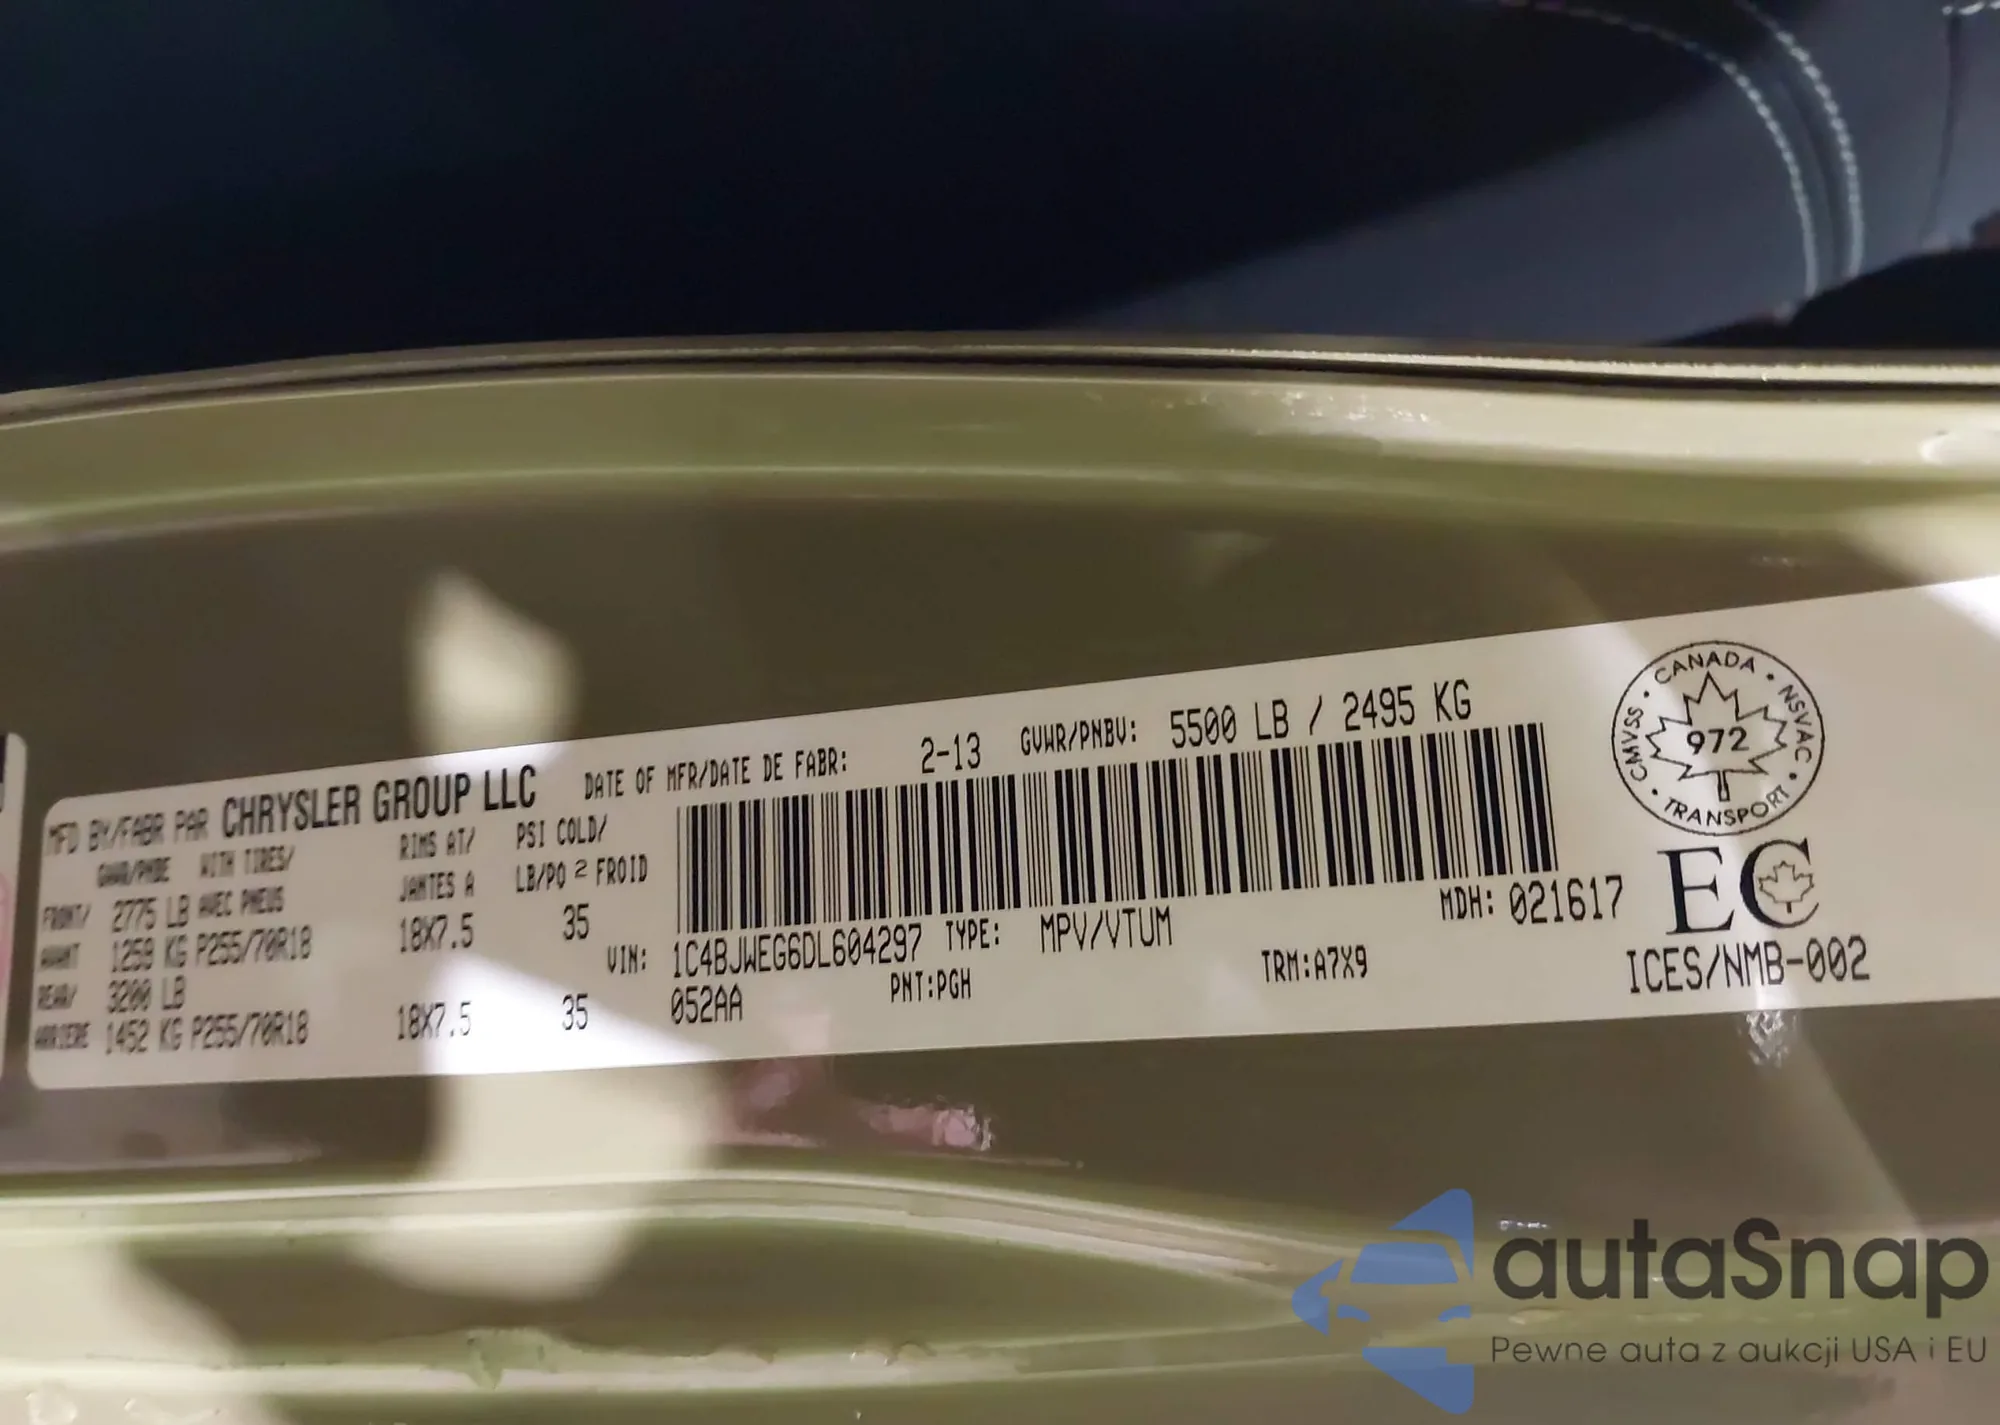 MFD BY/FABR PAR CHRYSLER GROUP LLC DATE OF MFR/DATE DE FABR: 2-13 GVWR/PNBV: 5500 LB / 2495 KG
GAWR/PNBE WITH TIRES/ RIMS AT/ PSI COLD/
AVEC PNEUS JANTES A LB/PO ² FROID
FRONT/ 2775 LB
AVANT 1259 KG P255/70R18 18X7.5 35
REAR/ 3200 LB
ARRIERE 1452 KG P255/70R18 18X7.5 35
VIN: 1C4BJWEG6DL604297 TYPE: MPV/VTUM MDH: 021617
052AA PNT:PGH TRM:A7X9
CANADA · NSVAC · TRANSPORT · CMVSS ·
972
EC
ICES/NMB-002
autaSnap
Pewne auta z aukcji USA i EU